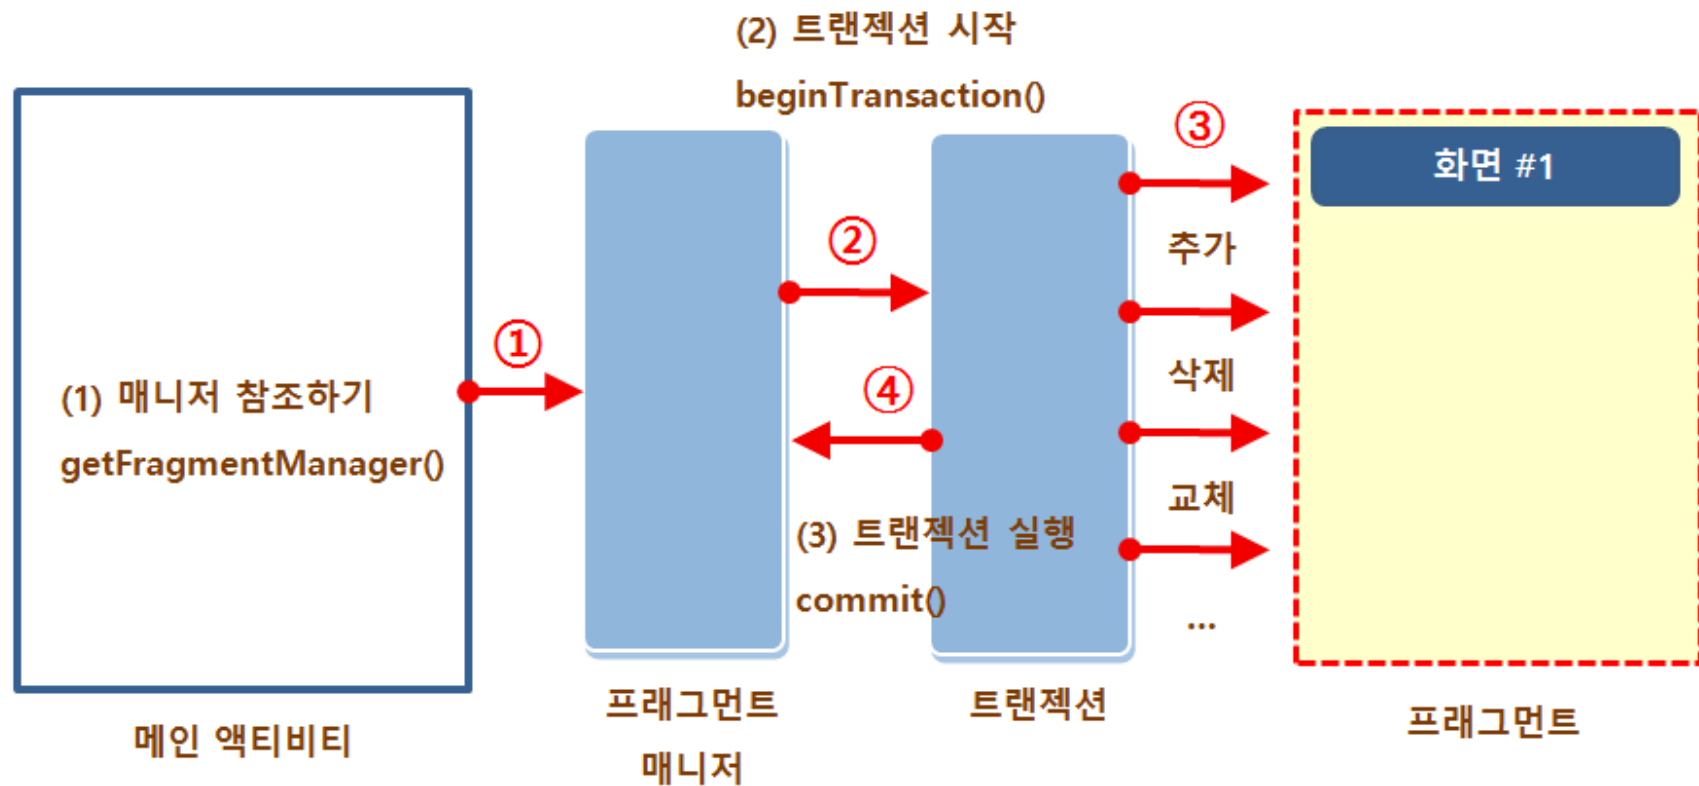 (2) 트랜젝션 시작
beginTransaction()
③
화면 #1
추가
②
①
삭제
(1) 매니저 참조하기
④
getFragmentManager()
교체
(3) 트랜젝션 실행
commit()
...
프래그먼트
매니저
트랜젝션
프래그먼트
메인 액티비티